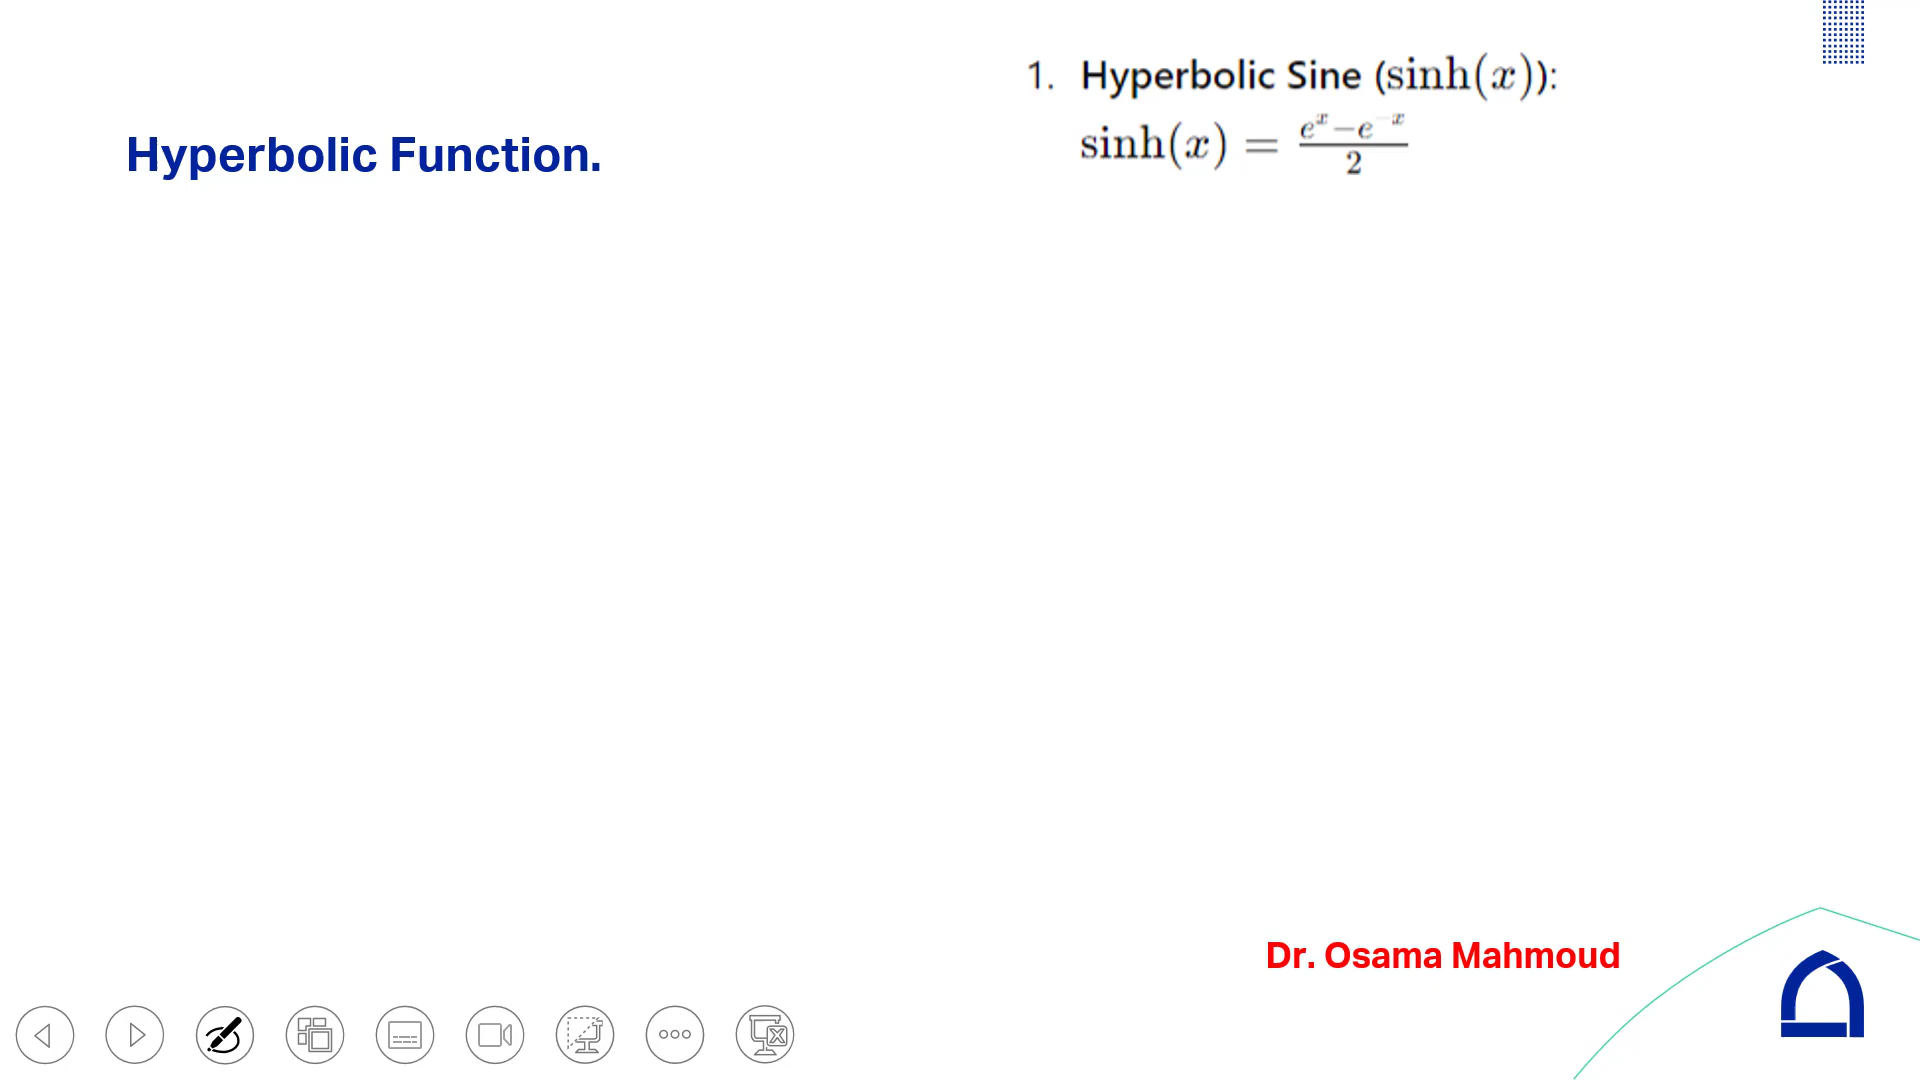 Hyperbolic Function.
1. Hyperbolic Sine (sinh(x)):
sinh(x) = (e^x − e^−x)/2
Dr. Osama Mahmoud